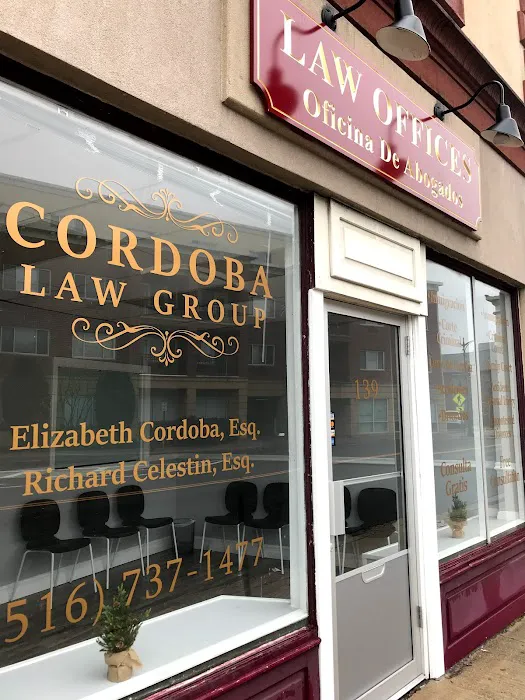 LAW OFFICES
Oficina De Abogados
CORDOBA
LAW GROUP
Elizabeth Cordoba, Esq.
Richard Celestin, Esq.
516) 737-1477
139
Consulta
Gratis